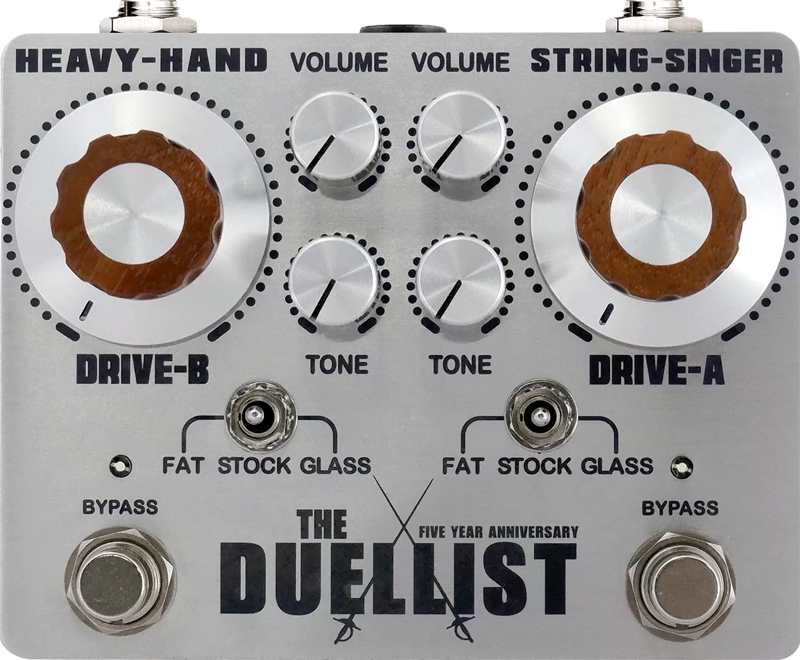 HEAVY-HAND VOLUME VOLUME STRING-SINGER
TONE TONE
DRIVE-B DRIVE-A
FAT STOCK GLASS FAT STOCK GLASS
BYPASS BYPASS
THE FIVE YEAR ANNIVERSARY
DUELLIST